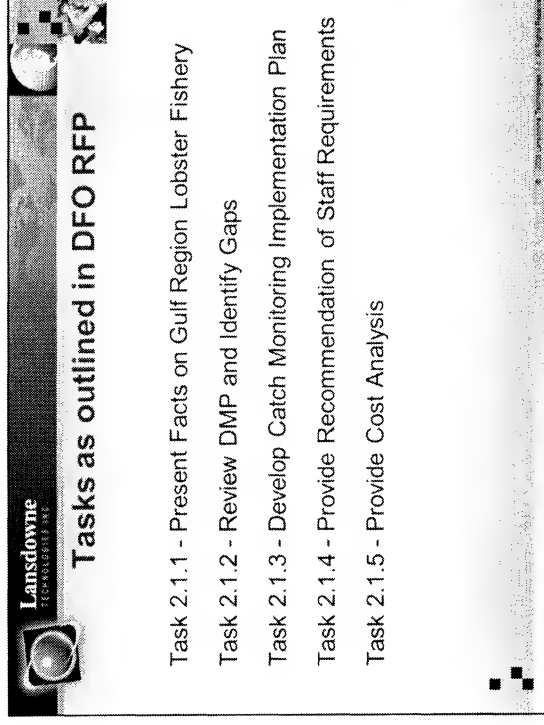 Lansdowne
TECHNOLOGIES INC.
Tasks as outlined in DFO RFP
Task 2.1.1 - Present Facts on Gulf Region Lobster Fishery
Task 2.1.2 - Review DMP and Identify Gaps
Task 2.1.3 - Develop Catch Monitoring Implementation Plan
Task 2.1.4 - Provide Recommendation of Staff Requirements
Task 2.1.5 - Provide Cost Analysis